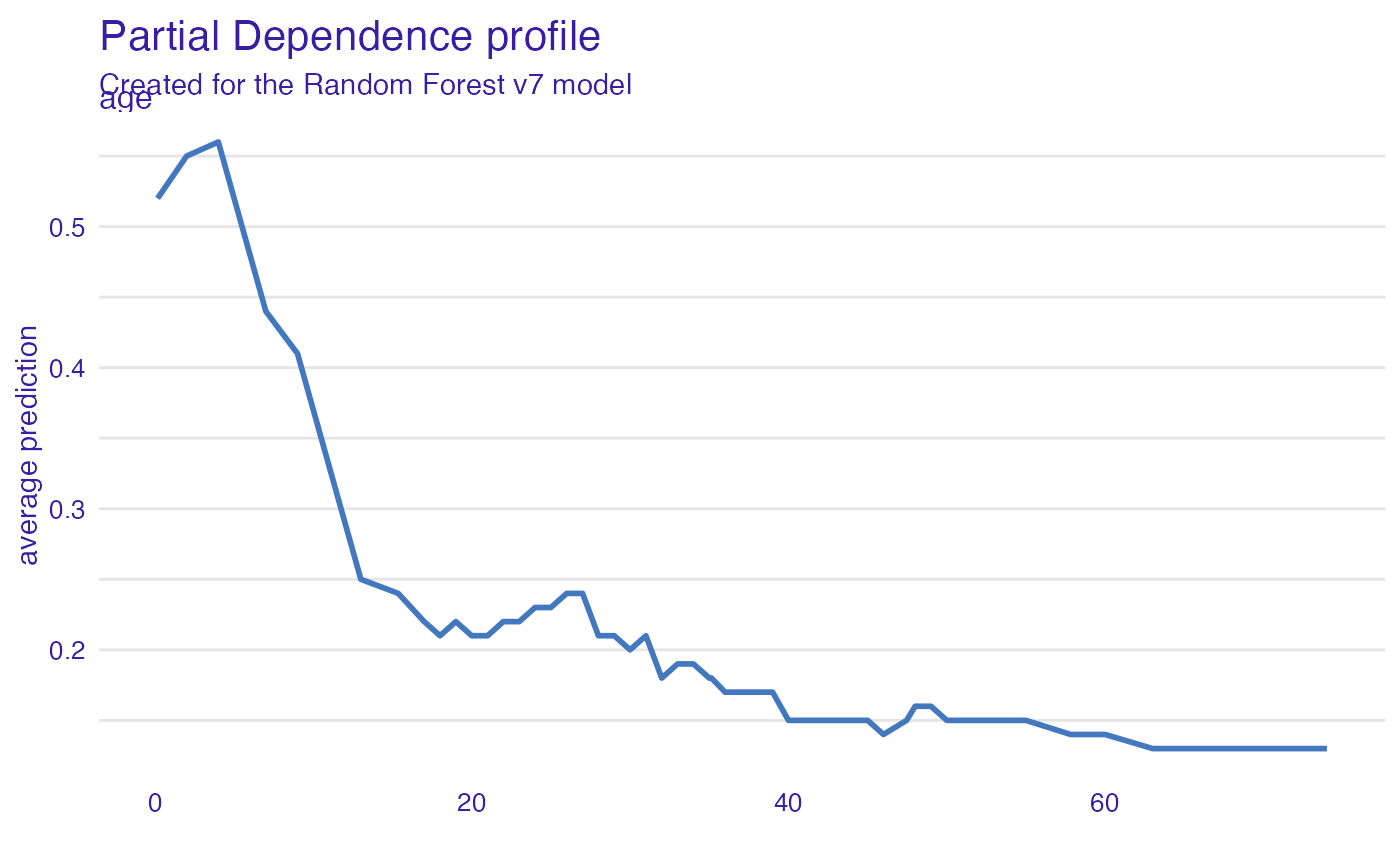 Partial Dependence profile
Created for the Random Forest v7 model
age
average prediction
0.5
0.4
0.3
0.2
0 20 40 60